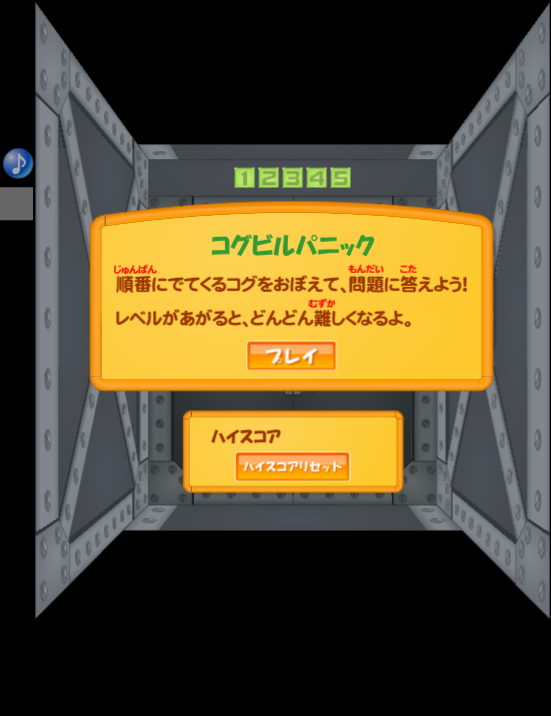 12345
コグビルパニック
じゅんばん もんだい こた
順番にでてくるコグをおぼえて、問題に答えよう!
むずか
レベルがあがると、どんどん難しくなるよ。
プレイ
ハイスコア
ハイスコアリセット